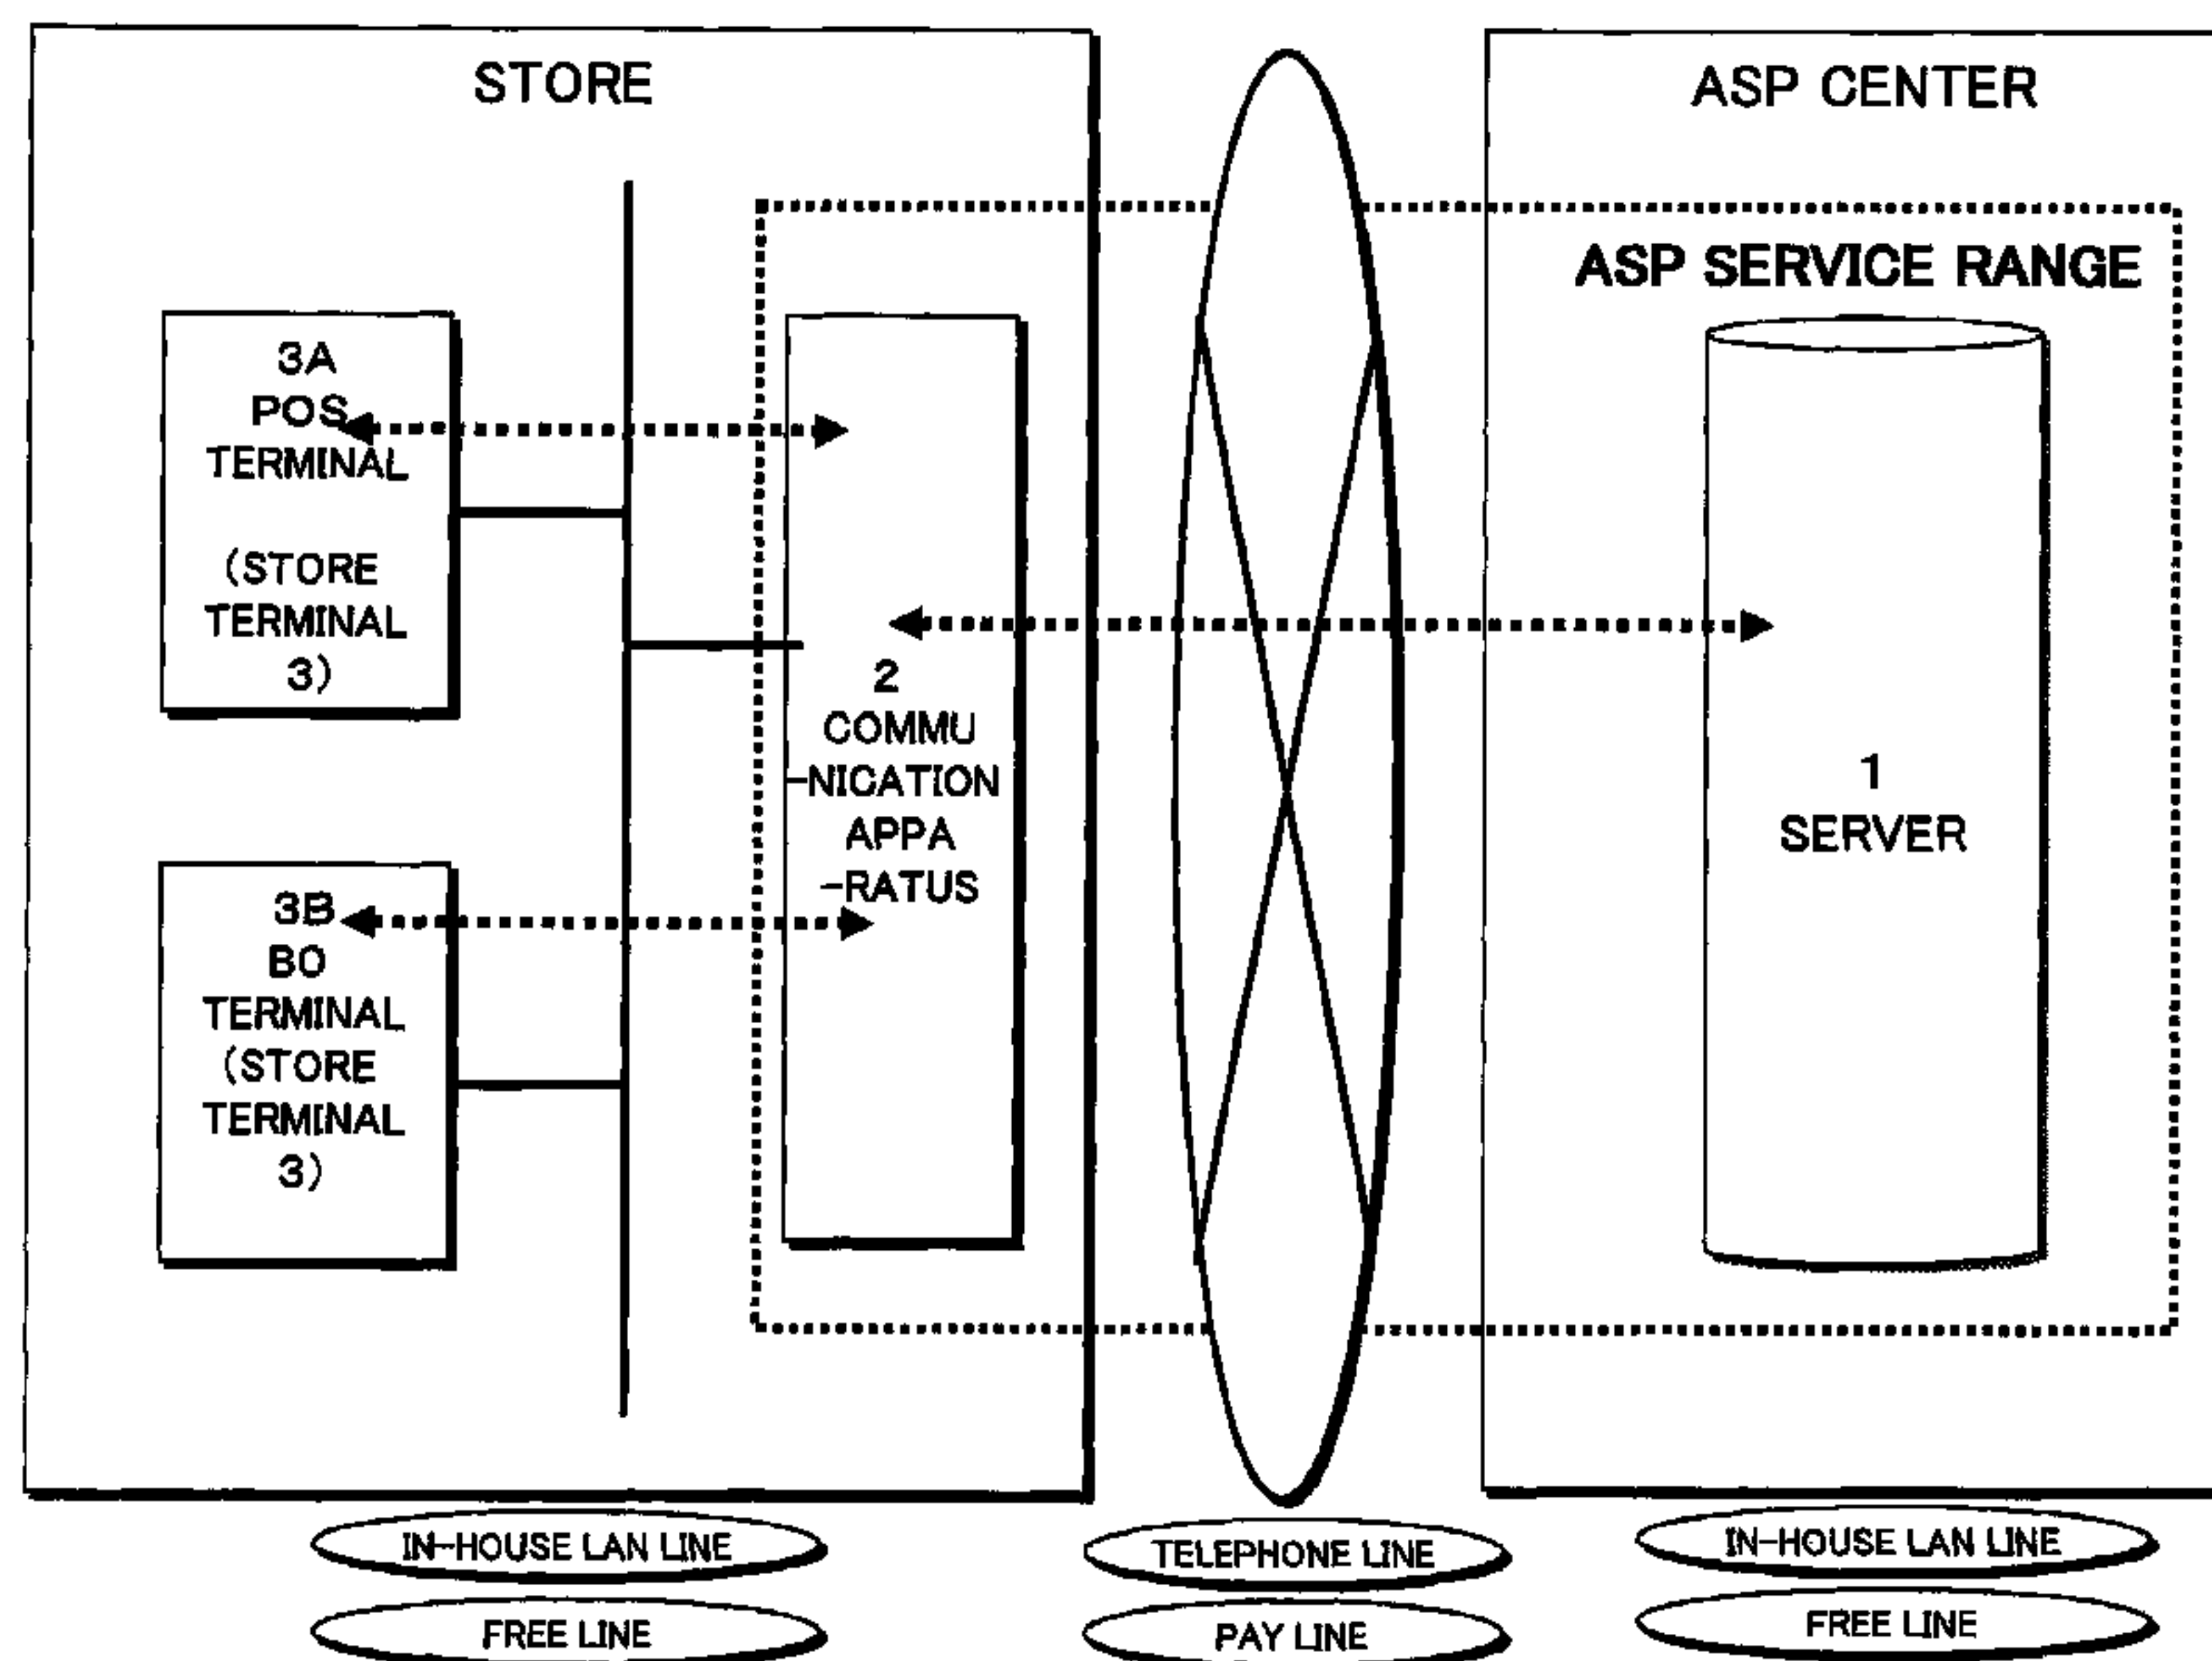 STORE
3A
POS
TERMINAL
(STORE
TERMINAL
3)
3B
BO
TERMINAL
(STORE
TERMINAL
3)
2
COMMU
-NICATION
APPA
-RATUS
ASP CENTER
ASP SERVICE RANGE
1
SERVER
IN-HOUSE LAN LINE
FREE LINE
TELEPHONE LINE
PAY LINE
IN-HOUSE LAN LINE
FREE LINE